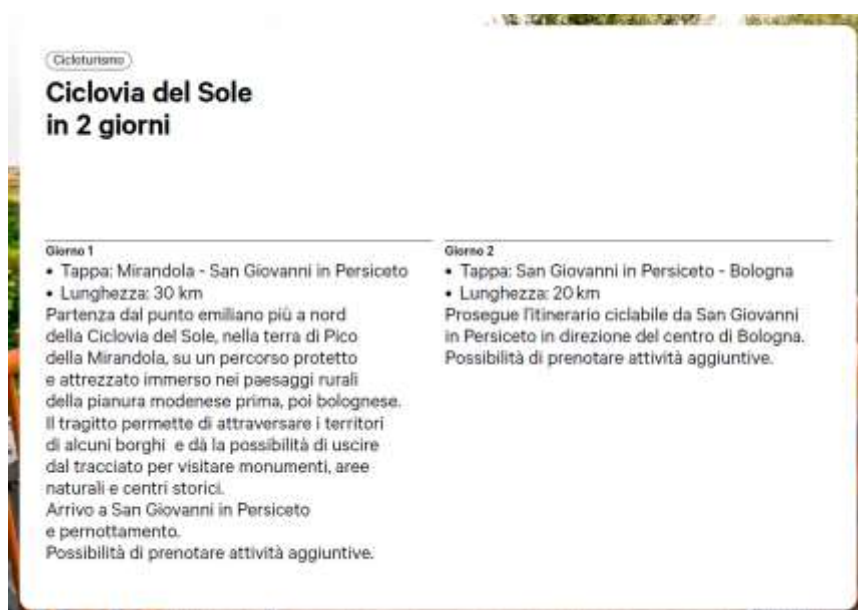 Cicloturismo
Ciclovia del Sole
in 2 giorni
Giorno 1
• Tappa: Mirandola - San Giovanni in Persiceto
• Lunghezza: 30 km
Partenza dal punto emiliano più a nord
della Ciclovia del Sole, nella terra di Pico
della Mirandola, su un percorso protetto
e attrezzato immerso nei paesaggi rurali
della pianura modenese prima, poi bolognese.
Il tragitto permette di attraversare i territori
di alcuni borghi e dà la possibilità di uscire
dal tracciato per visitare monumenti, aree
naturali e centri storici.
Arrivo a San Giovanni in Persiceto
e pernottamento.
Possibilità di prenotare attività aggiuntive.
Giorno 2
• Tappa: San Giovanni in Persiceto - Bologna
• Lunghezza: 20 km
Prosegue l'itinerario ciclabile da San Giovanni
in Persiceto in direzione del centro di Bologna.
Possibilità di prenotare attività aggiuntive.